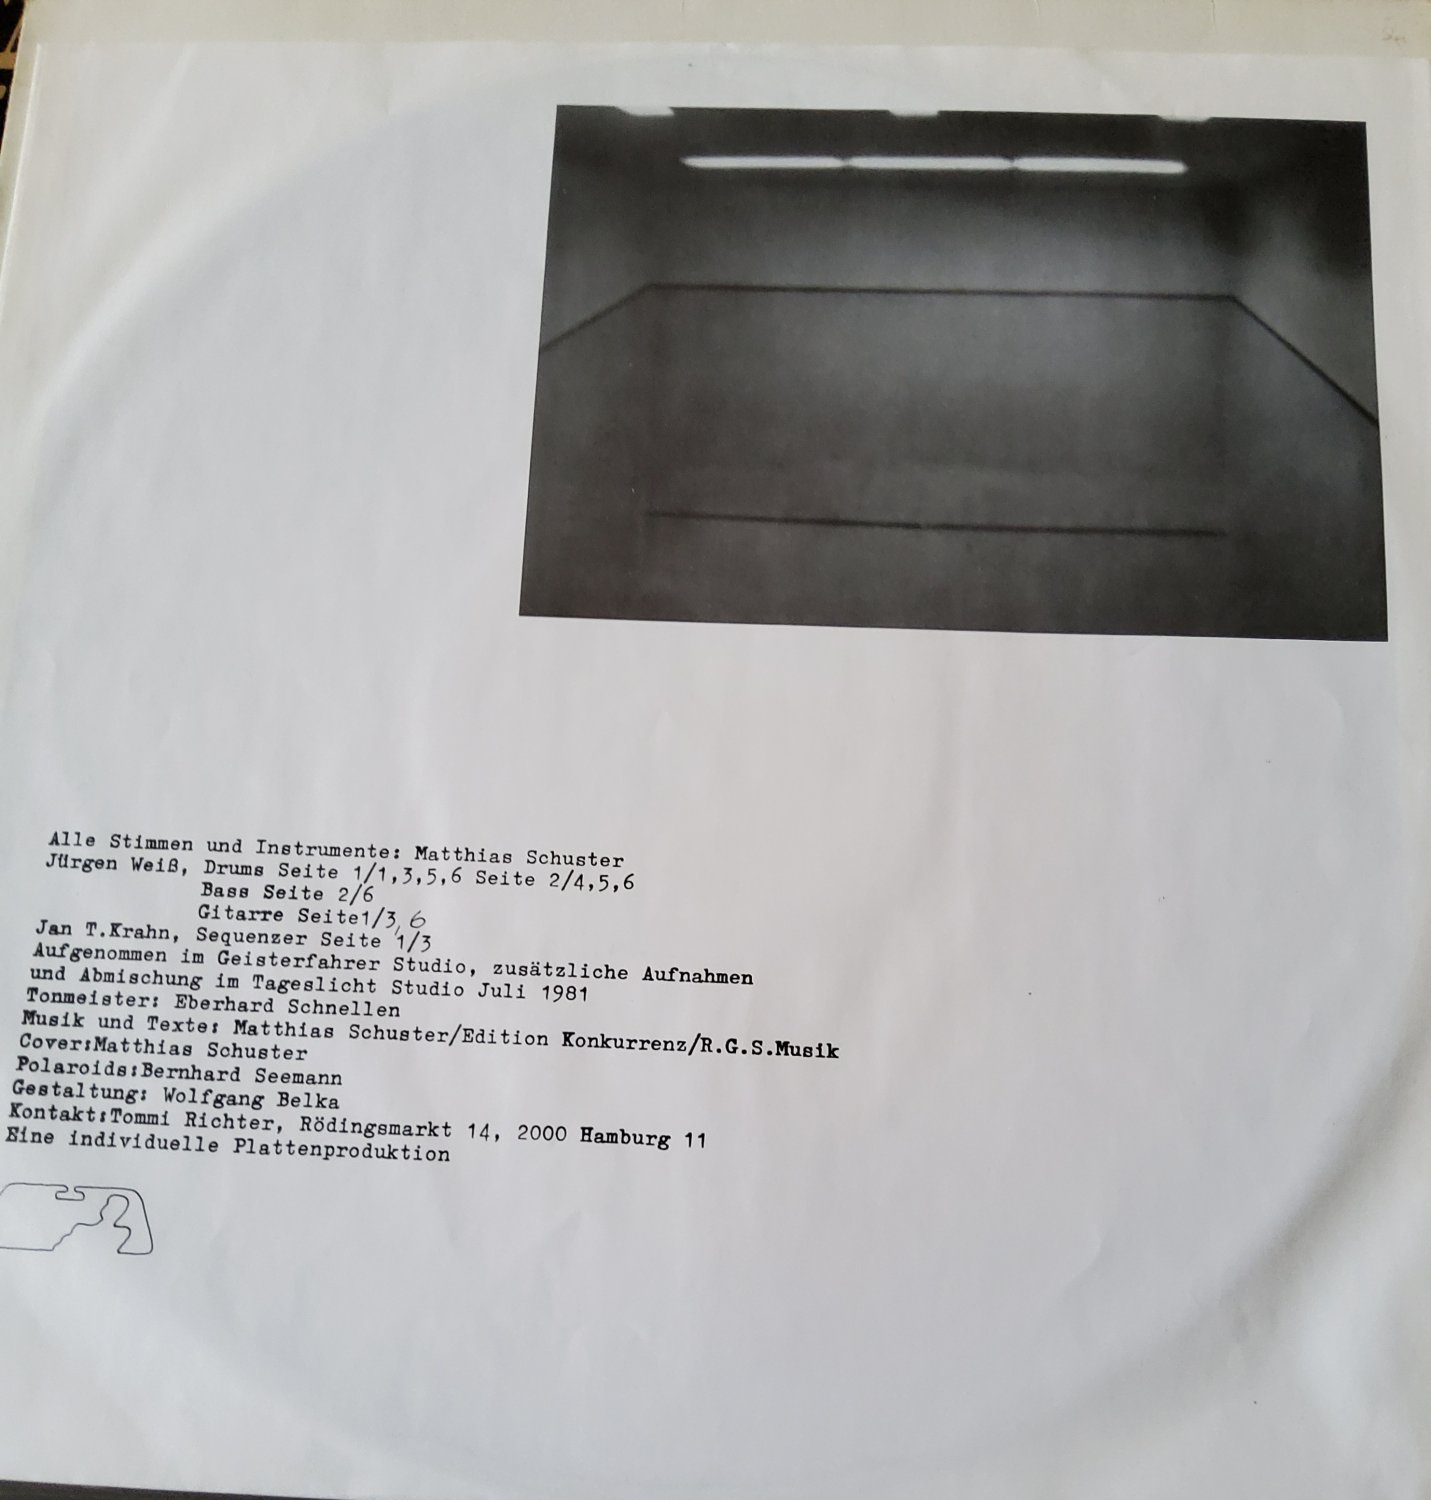 Alle Stimmen und Instrumente: Matthias Schuster
Jürgen Weiß, Drums Seite 1/1,3,5,6 Seite 2/4,5,6
Bass Seite 2/6
Gitarre Seite1/3,6
Jan T.Krahn, Sequenzer Seite 1/3
Aufgenommen im Geisterfahrer Studio, zusätzliche Aufnahmen
und Abmischung im Tageslicht Studio Juli 1981
Tonmeister: Eberhard Schnellen
Musik und Texte: Matthias Schuster/Edition Konkurrenz/R.G.S.Musik
Cover:Matthias Schuster
Polaroids:Bernhard Seemann
Gestaltung: Wolfgang Belka
Kontakt:Tommi Richter, Rödingsmarkt 14, 2000 Hamburg 11
Eine individuelle Plattenproduktion